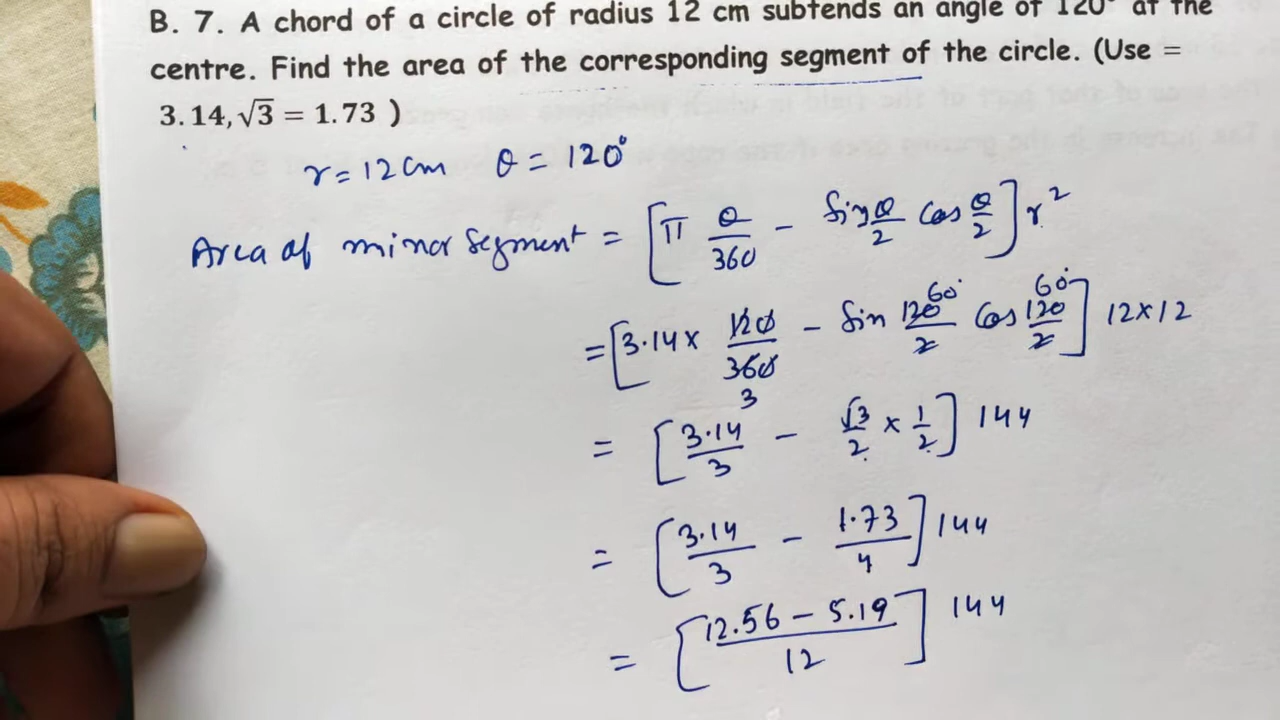 B. 7. A chord of a circle of radius 12 cm subtends an angle of 120° at the
centre. Find the area of the corresponding segment of the circle. (Use =
3.14, √3 = 1.73 )
r = 12 cm θ = 120°
Area of minor segment = [π θ/360 - Sin θ/2 Cos θ/2] r²
= [3.14 × 120/360 3 - Sin 120/2 60° Cos 120/2 60°] 12×12
= [3.14/3 - √3/2 × 1/2] 144
= [3.14/3 - 1.73/4] 144
= [12.56 - 5.19/12] 144